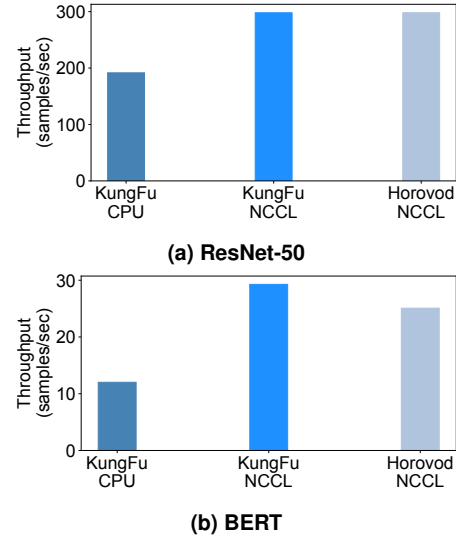 Throughput
(samples/sec)
300
200
100
0
KungFu
CPU
KungFu
NCCL
Horovod
NCCL
(a) ResNet-50
Throughput
(samples/sec)
30
20
10
0
KungFu
CPU
KungFu
NCCL
Horovod
NCCL
(b) BERT